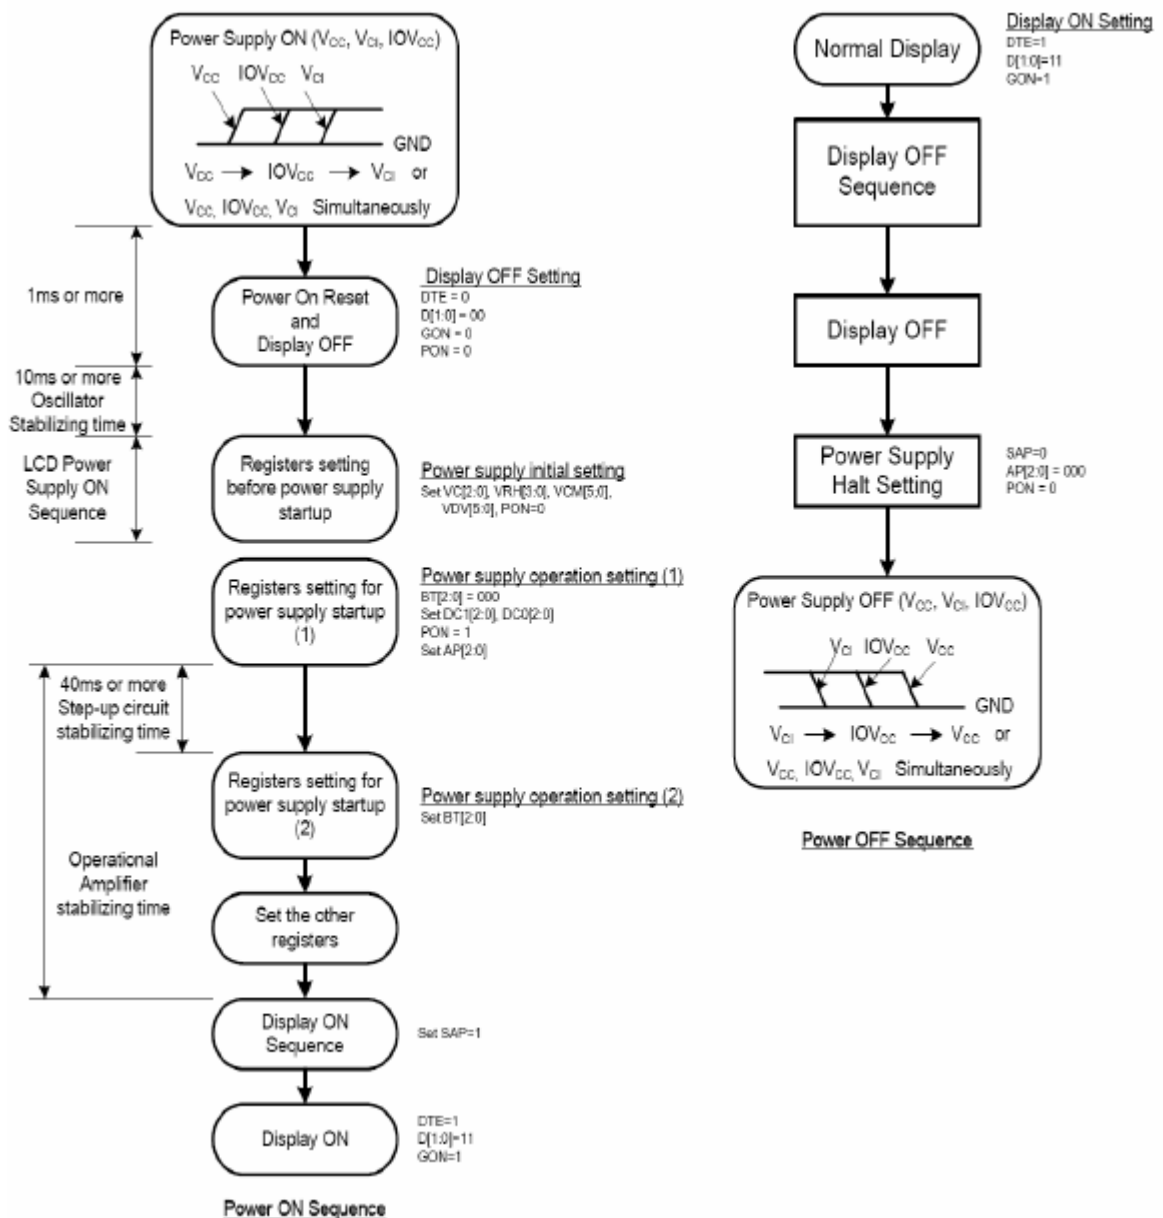 Power Supply ON (VCC, VCI, IOVCC)
VCC IOVCC VCI
GND
VCC → IOVCC → VCI or
VCC, IOVCC, VCI Simultaneously
1ms or more
Power On Reset
and
Display OFF
Display OFF Setting
DTE = 0
D[1:0] = 00
GON = 0
PON = 0
10ms or more
Oscillator
Stabilizing time
LCD Power
Supply ON
Sequence
Registers setting
before power supply
startup
Power supply initial setting
Set VC[2:0], VRH[3:0], VCM[5:0],
VDV[5:0], PON=0
Registers setting for
power supply startup
(1)
Power supply operation setting (1)
BT[2:0] = 000
Set DC1[2:0], DC0[2:0]
PON = 1
Set AP[2:0]
40ms or more
Step-up circuit
stabilizing time
Registers setting for
power supply startup
(2)
Power supply operation setting (2)
Set BT[2:0]
Operational
Amplifier
stabilizing time
Set the other
registers
Display ON
Sequence
Set SAP=1
Display ON
DTE=1
D[1:0]=11
GON=1
Power ON Sequence
Normal Display
Display ON Setting
DTE=1
D[1:0]=11
GON=1
Display OFF
Sequence
Display OFF
Power Supply
Halt Setting
SAP=0
AP[2:0] = 000
PON = 0
Power Supply OFF (VCC, VCI, IOVCC)
VCI IOVCC VCC
GND
VCI → IOVCC → VCC or
VCC, IOVCC, VCI Simultaneously
Power OFF Sequence